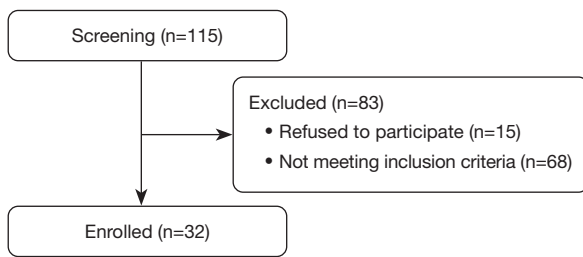 Screening (n=115)
Excluded (n=83)
• Refused to participate (n=15)
• Not meeting inclusion criteria (n=68)
Enrolled (n=32)